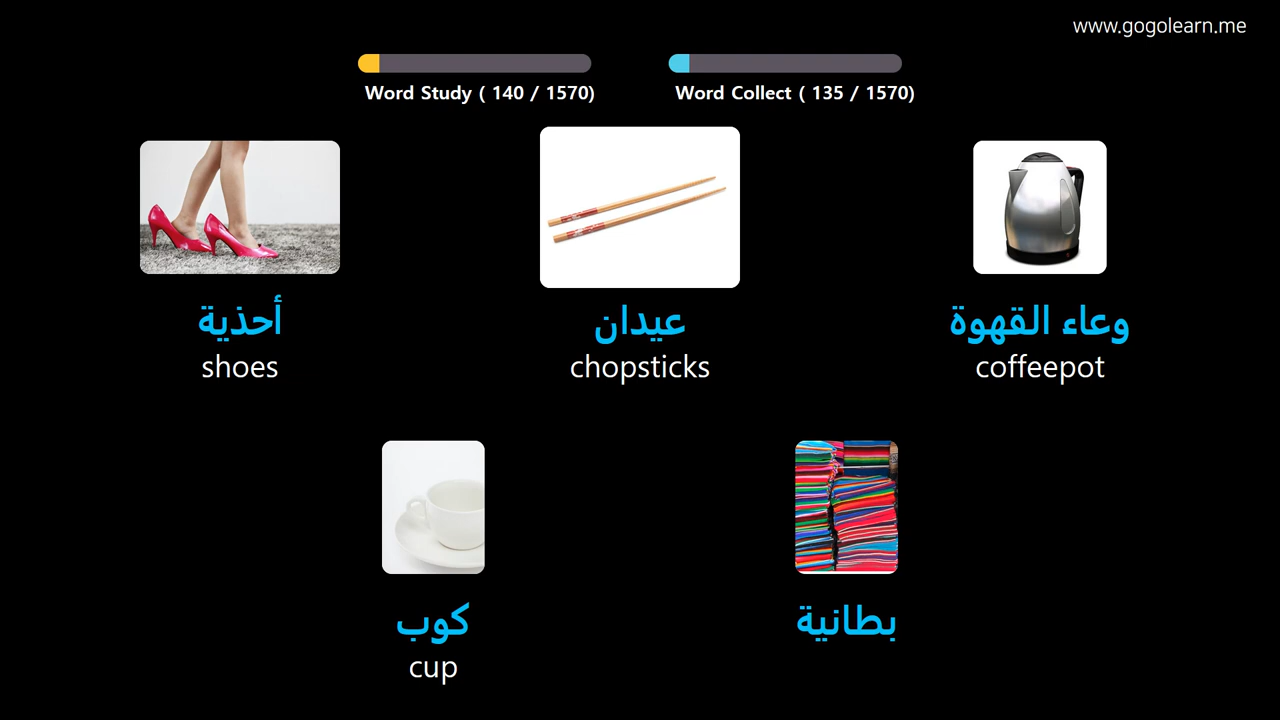 www.gogolearn.me
Word Study ( 140 / 1570)
Word Collect ( 135 / 1570)
أحذية
shoes
عيدان
chopsticks
وعاء القهوة
coffeepot
كوب
cup
بطانية